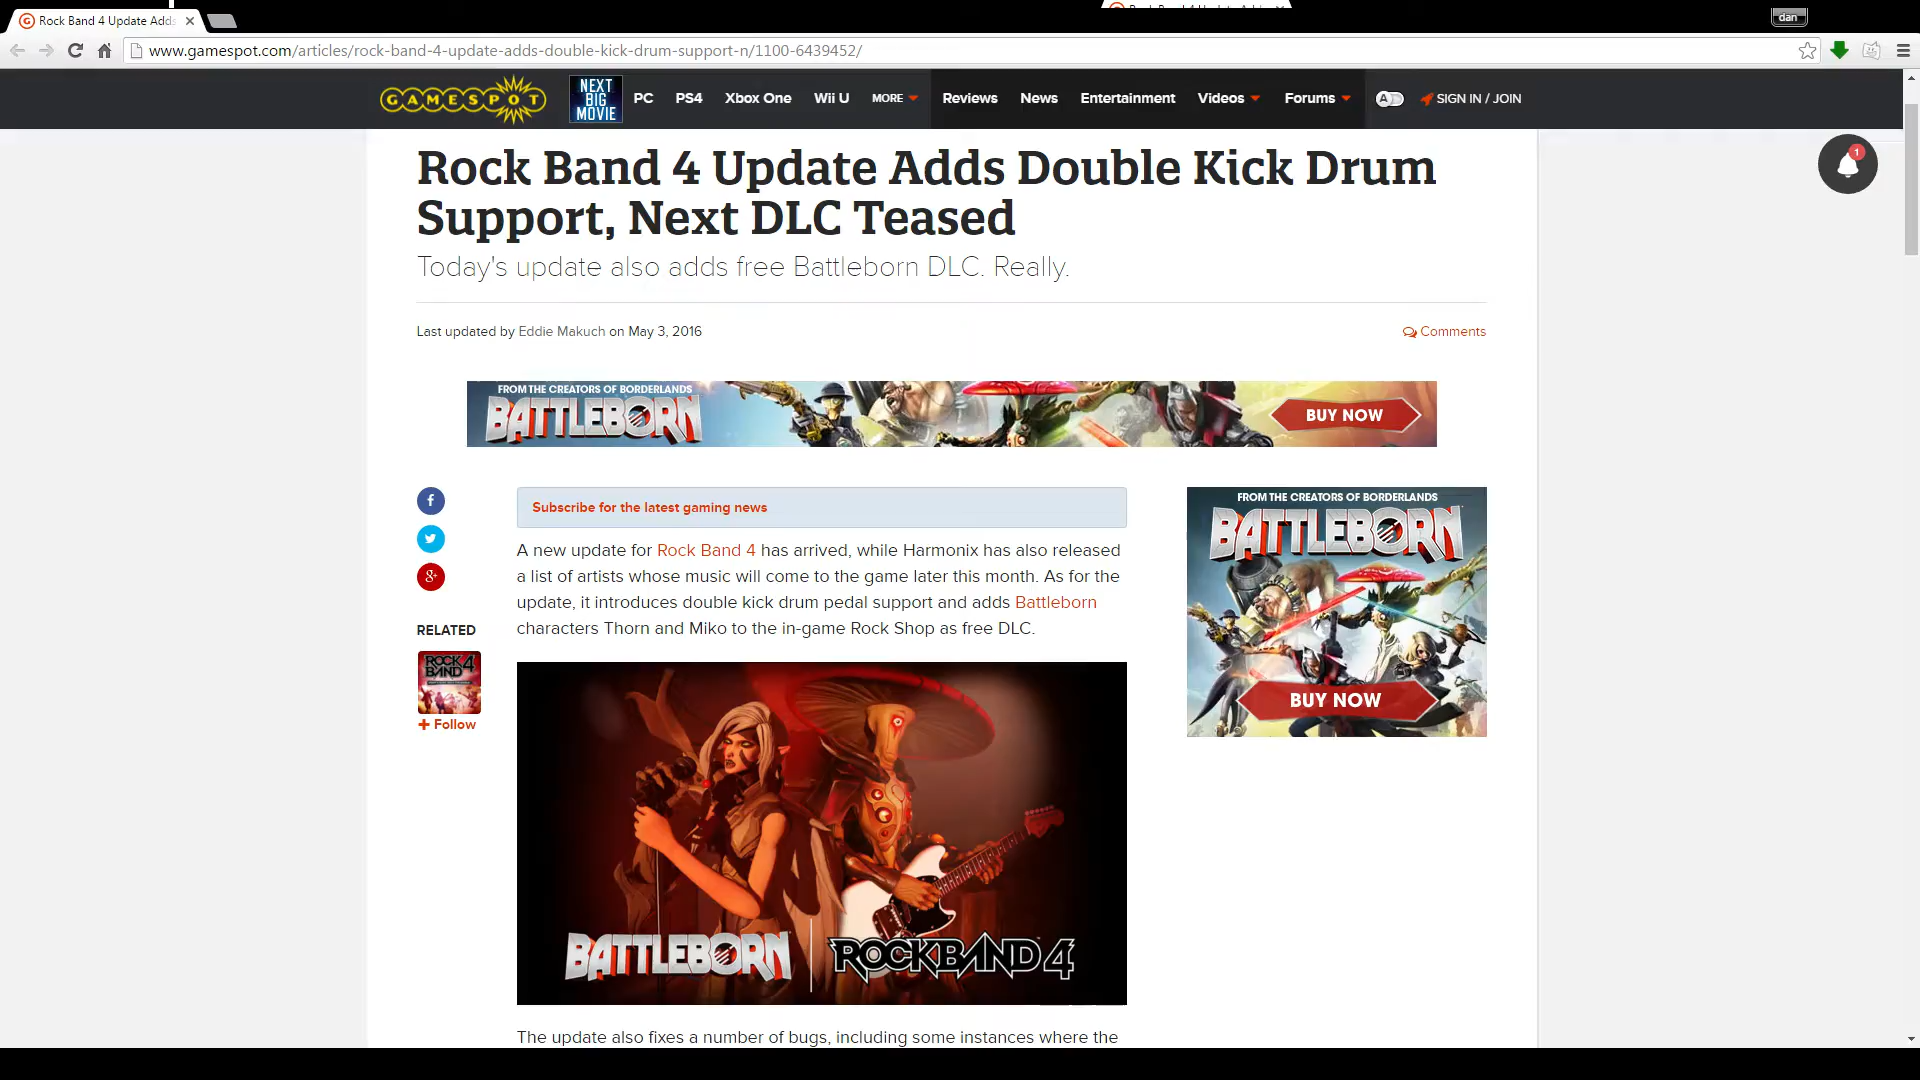 Rock Band 4 Update Adds
dan
www.gamespot.com/articles/rock-band-4-update-adds-double-kick-drum-support-n/1100-6439452/
GAMESPOT
NEXT
BIG
MOVIE
PC PS4 Xbox One Wii U MORE Reviews News Entertainment Videos Forums A SIGN IN / JOIN
1
Rock Band 4 Update Adds Double Kick Drum
Support, Next DLC Teased
Today's update also adds free Battleborn DLC. Really.
Last updated by Eddie Makuch on May 3, 2016
Comments
FROM THE CREATORS OF BORDERLANDS
BATTLEBORN
BUY NOW
Subscribe for the latest gaming news
A new update for Rock Band 4 has arrived, while Harmonix has also released
a list of artists whose music will come to the game later this month. As for the
update, it introduces double kick drum pedal support and adds Battleborn
characters Thorn and Miko to the in-game Rock Shop as free DLC.
RELATED
ROCK
BAND 4
+ Follow
FROM THE CREATORS OF BORDERLANDS
BATTLEBORN
BUY NOW
BATTLEBORN | ROCKBAND 4
The update also fixes a number of bugs, including some instances where the